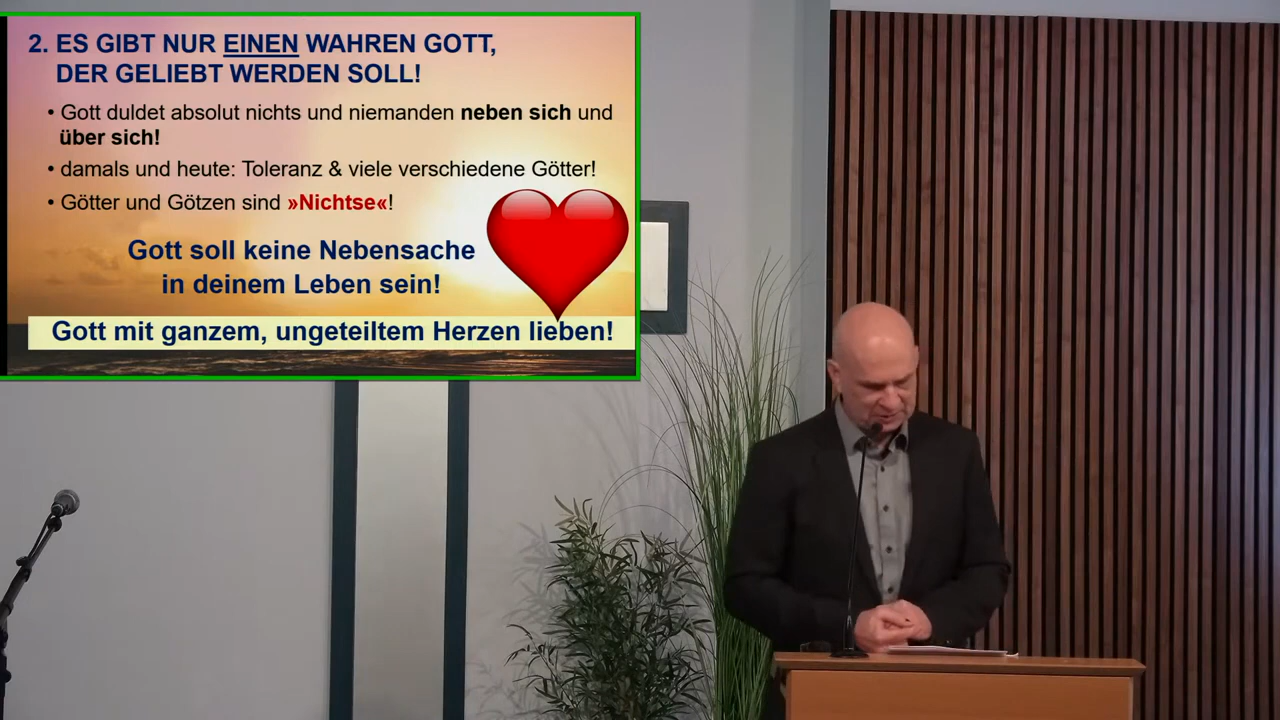 2. ES GIBT NUR EINEN WAHREN GOTT,
DER GELIEBT WERDEN SOLL!
• Gott duldet absolut nichts und niemanden neben sich und
über sich!
• damals und heute: Toleranz & viele verschiedene Götter!
• Götter und Götzen sind »Nichtse«!
Gott soll keine Nebensache
in deinem Leben sein!
Gott mit ganzem, ungeteiltem Herzen lieben!